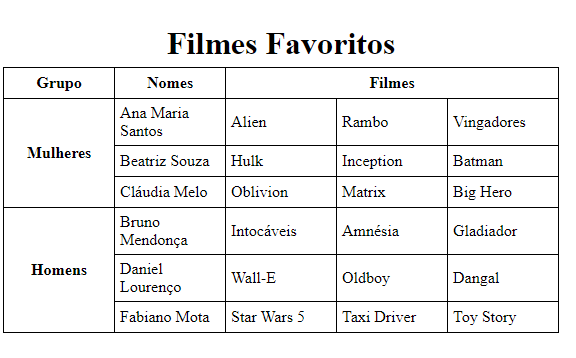 Filmes Favoritos
Grupo Nomes Filmes
Mulheres
Ana Maria
Santos
Alien Rambo Vingadores
Beatriz Souza Hulk Inception Batman
Cláudia Melo Oblivion Matrix Big Hero
Homens
Bruno
Mendonça
Intocáveis Amnésia Gladiador
Daniel
Lourenço
Wall-E Oldboy Dangal
Fabiano Mota Star Wars 5 Taxi Driver Toy Story